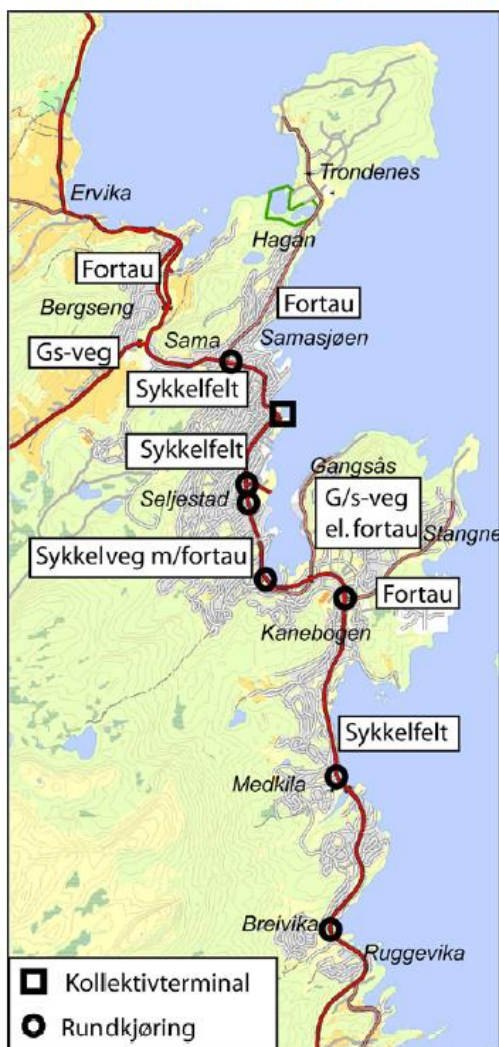 Trondenes
Ervika
Hagan
Fortau
Bergseng
Fortau
Sama
Samasjøen
Gs-veg
Sykkelfelt
Sykkelfelt
Gangsås
Seljestad
G/s-veg
el.fortau
Stangne
Sykkelveg m/fortau
Fortau
Kanebogen
Sykkelfelt
Medkila
Breivika
Ruggevika
Kollektivterminal
Rundkjøring